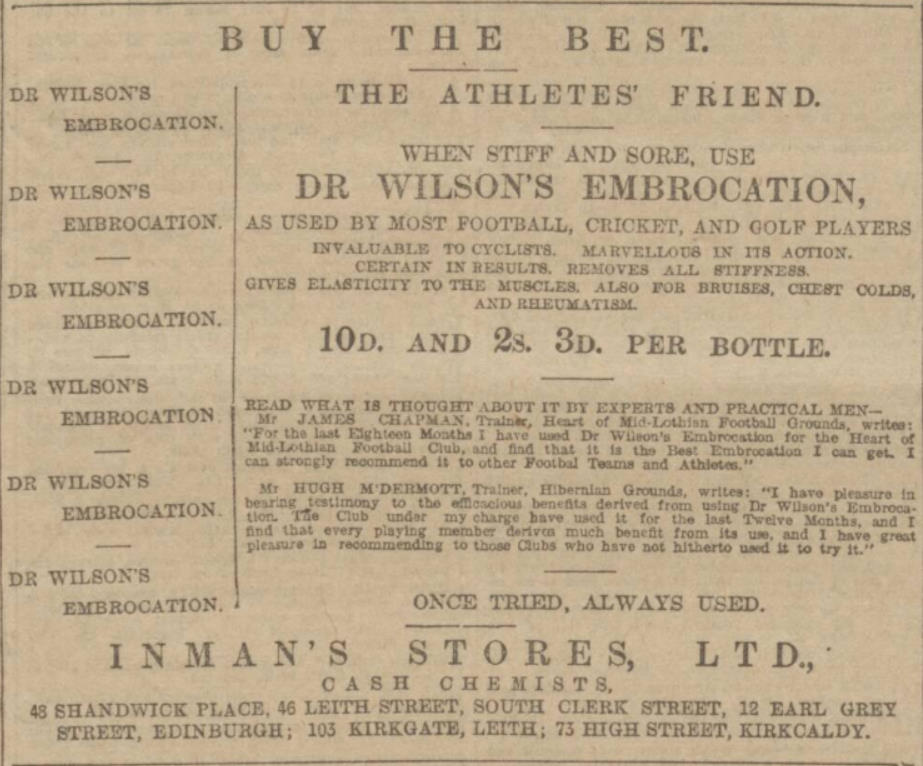 BUY THE BEST.
DR WILSON'S
EMBROCATION.
DR WILSON'S
EMBROCATION.
DR WILSON'S
EMBROCATION.
DR WILSON'S
EMBROCATION
DR WILSON'S
EMBROCATION.
DR WILSON'S
EMBROCATION.
THE ATHLETES' FRIEND.
WHEN STIFF AND SORE, USE
DR WILSON'S EMBROCATION,
AS USED BY MOST FOOTBALL, CRICKET, AND GOLF PLAYERS
INVALUABLE TO CYCLISTS. MARVELLOUS IN ITS ACTION.
CERTAIN IN RESULTS. REMOVES ALL STIFFNESS.
GIVES ELASTICITY TO THE MUSCLES. ALSO FOR BRUISES, CHEST COLDS,
AND RHEUMATISM.
10D. AND 2S. 3D. PER BOTTLE.
READ WHAT IS THOUGHT ABOUT IT BY EXPERTS AND PRACTICAL MEN—
Mr JAMES CHAPMAN, Trainer, Heart of Mid-Lothian Football Grounds, writes:
"For the last Eighteen Months I have used Dr Wilson's Embrocation for the Heart of
Mid-Lothian Football Club, and find that it is the Best Embrocation I can get. I
can strongly recommend it to other Footbal Teams and Athletes."
Mr HUGH M'DERMOTT, Trainer, Hibernian Grounds, writes: "I have pleasure in
bearing testimony to the efficacious benefits derived from using Dr Wilson's Embroca-
tion. The Club under my charge have used it for the last Twelve Months, and I
find that every playing member derives much benefit from its use, and I have great
pleasure in recommending to those Clubs who have not hitherto used it to try it."
ONCE TRIED, ALWAYS USED.
INMAN'S STORES, LTD.,
CASH CHEMISTS,
48 SHANDWICK PLACE, 46 LEITH STREET, SOUTH CLERK STREET, 12 EARL GREY
STREET, EDINBURGH; 103 KIRKGATE, LEITH; 73 HIGH STREET, KIRKCALDY.